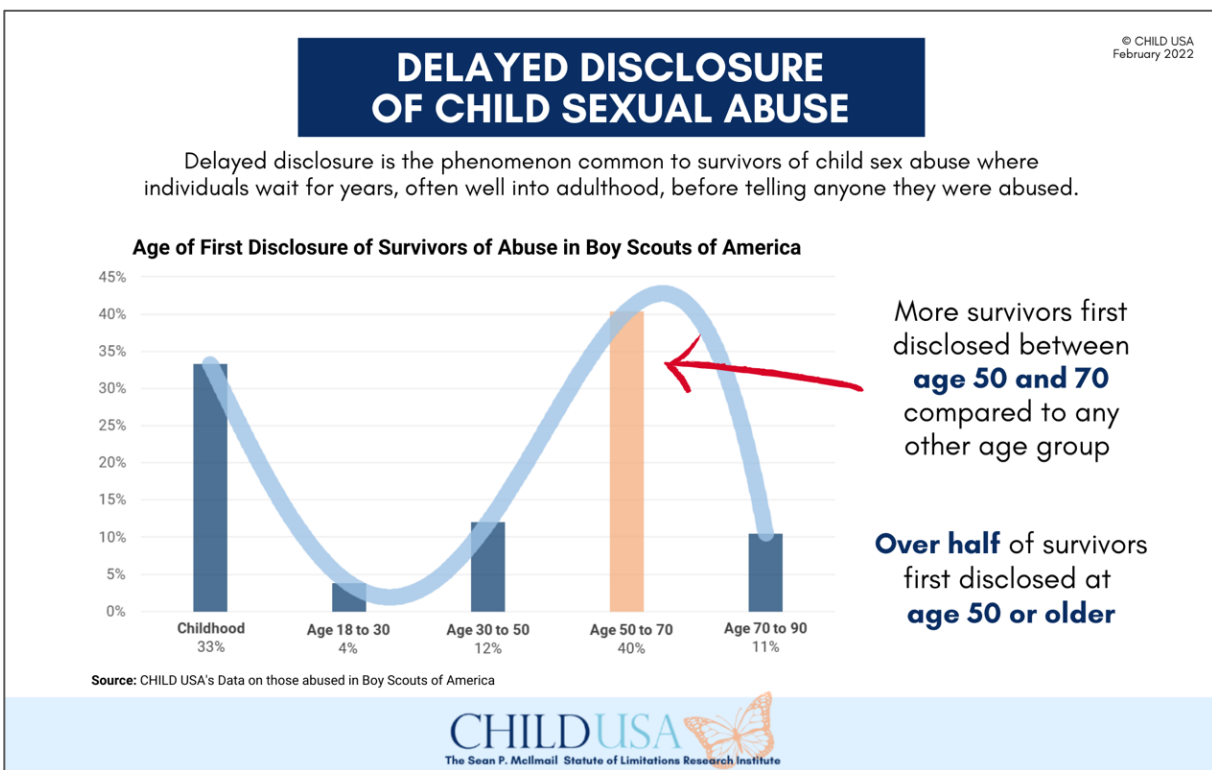 © CHILD USA
February 2022
DELAYED DISCLOSURE
OF CHILD SEXUAL ABUSE
Delayed disclosure is the phenomenon common to survivors of child sex abuse where
individuals wait for years, often well into adulthood, before telling anyone they were abused.
Age of First Disclosure of Survivors of Abuse in Boy Scouts of America
45%
40%
35%
30%
25%
20%
15%
10%
5%
0%
Childhood
33%
Age 18 to 30
4%
Age 30 to 50
12%
Age 50 to 70
40%
Age 70 to 90
11%
More survivors first
disclosed between
age 50 and 70
compared to any
other age group
Over half of survivors
first disclosed at
age 50 or older
Source: CHILD USA's Data on those abused in Boy Scouts of America
CHILDUSA
The Sean P. McIlmail Statute of Limitations Research Institute